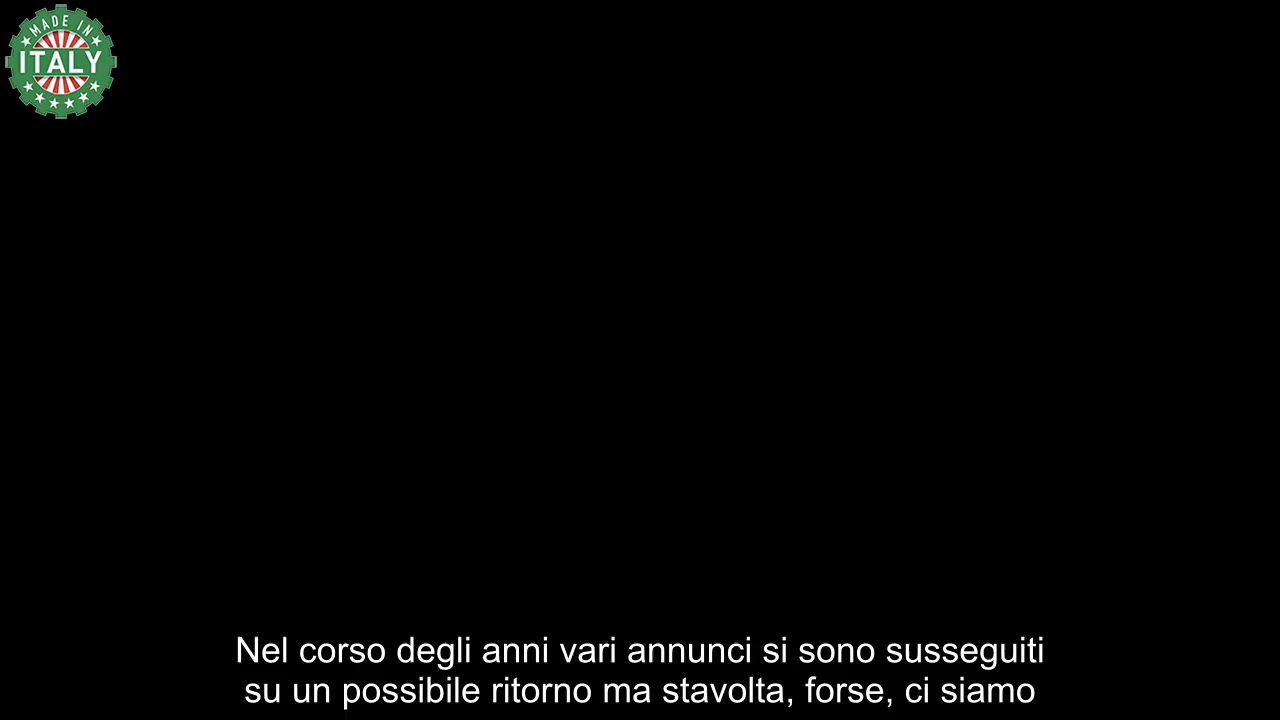 MADE IN
ITALY
Nel corso degli anni vari annunci si sono susseguiti
su un possibile ritorno ma stavolta, forse, ci siamo